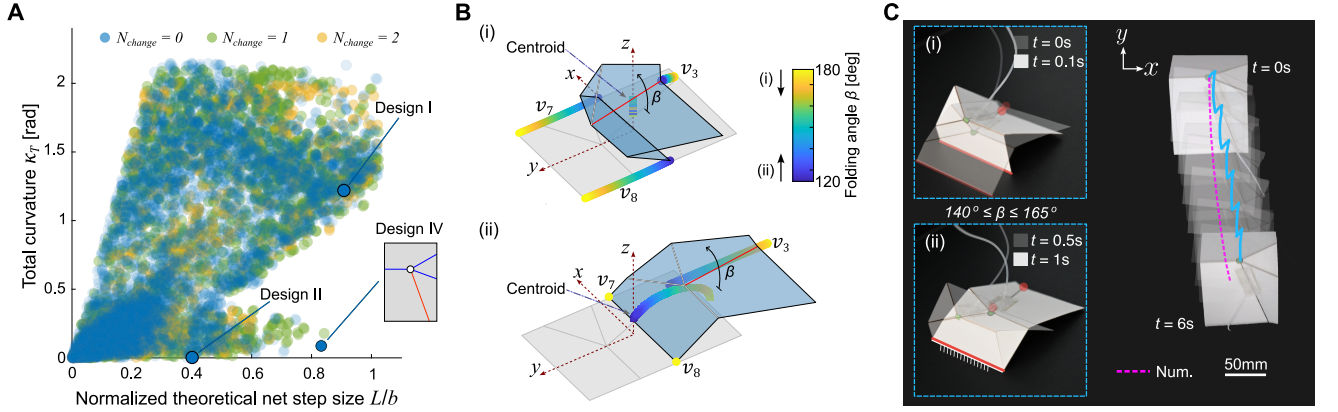 A
N_change = 0
N_change = 1
N_change = 2
Total curvature κ_T [rad]
2
1.5
1
0.5
0
0
0.2
0.4
0.6
0.8
1
Normalized theoretical net step size L/b
Design I
Design II
Design IV
B
(i)
Centroid
z
x
y
β
v_3
v_7
v_8
(i)
(ii)
180
120
Folding angle β [deg]
(ii)
Centroid
z
x
y
β
v_3
v_7
v_8
C
(i)
t = 0s
t = 0.1s
140° ≤ β ≤ 165°
(ii)
t = 0.5s
t = 1s
y
x
t = 0s
t = 6s
Num.
50mm